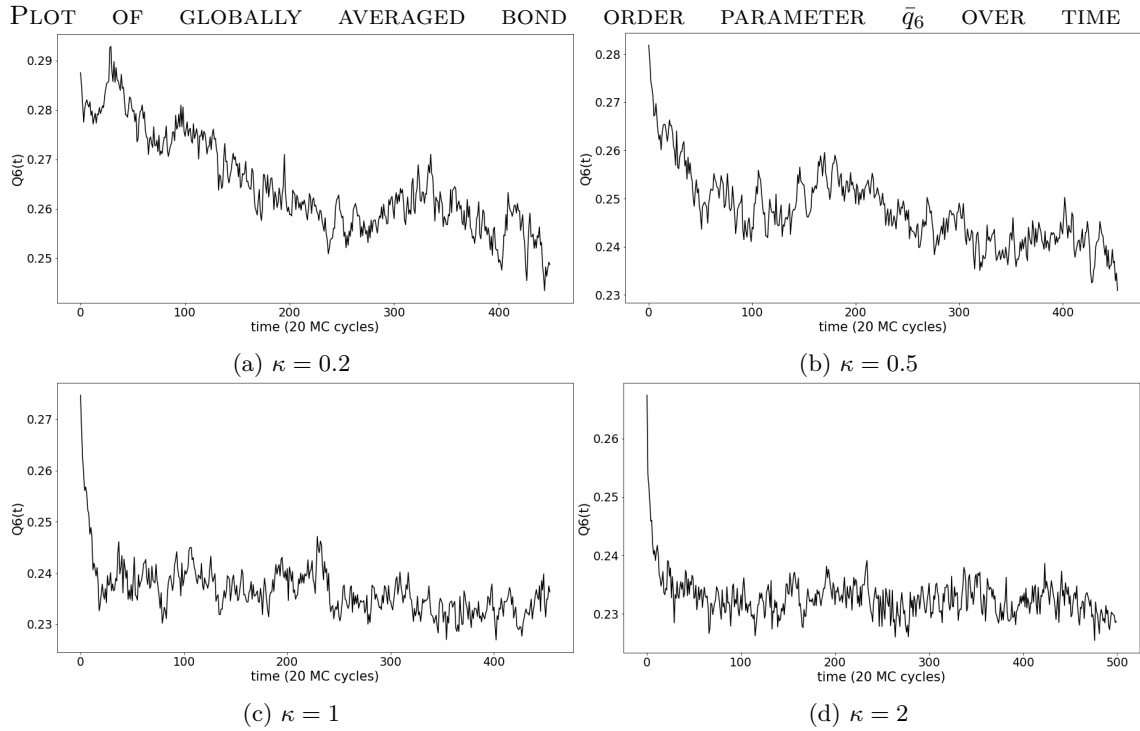 PLOT OF GLOBALLY AVERAGED BOND ORDER PARAMETER q̄₆ OVER TIME
0.29
0.28
0.27
0.26
0.25
Q6(t)
0 100 200 300 400
time (20 MC cycles)
(a) κ = 0.2
0.28
0.27
0.26
0.25
0.24
0.23
Q6(t)
0 100 200 300 400
time (20 MC cycles)
(b) κ = 0.5
0.27
0.26
0.25
0.24
0.23
Q6(t)
0 100 200 300 400
time (20 MC cycles)
(c) κ = 1
0.26
0.25
0.24
0.23
Q6(t)
0 100 200 300 400 500
time (20 MC cycles)
(d) κ = 2